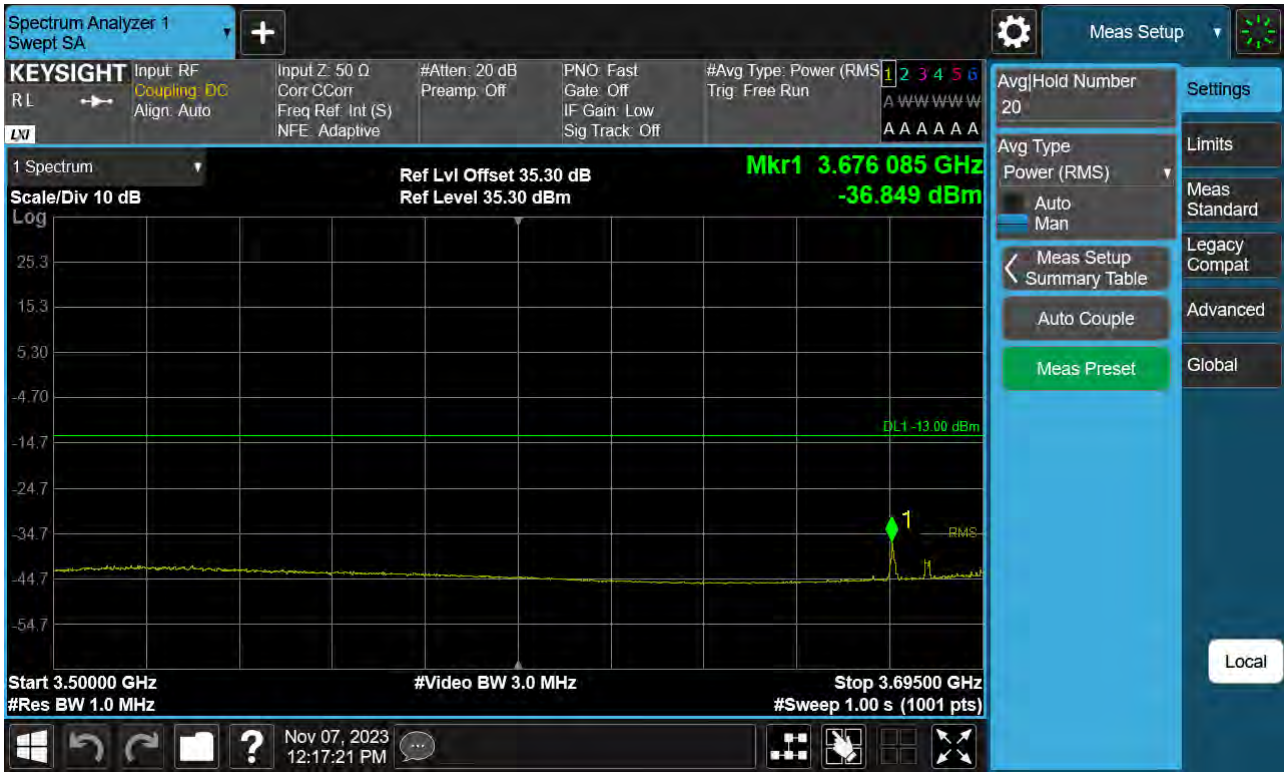 Spectrum Analyzer 1
Swept SA
+
Meas Setup
KEYSIGHT
RL
LXI
Input: RF
Coupling: DC
Align: Auto
Input Z: 50 Ω
Corr CCorr
Freq Ref: Int (S)
NFE: Adaptive
#Atten: 20 dB
Preamp: Off
PNO: Fast
Gate: Off
IF Gain: Low
Sig Track: Off
#Avg Type: Power (RMS
Trig: Free Run
1 2 3 4 5 6
A W W W W W
A A A A A A
1 Spectrum
Scale/Div 10 dB
Log
Ref Lvl Offset 35.30 dB
Ref Level 35.30 dBm
Mkr1 3.676 085 GHz
-36.849 dBm
25.3
15.3
5.30
-4.70
-14.7
-24.7
-34.7
-44.7
-54.7
DL1 -13.00 dBm
1
RMS
Start 3.50000 GHz
#Res BW 1.0 MHz
#Video BW 3.0 MHz
Stop 3.69500 GHz
#Sweep 1.00 s (1001 pts)
Avg|Hold Number
20
Avg Type
Power (RMS)
Auto
Man
Meas Setup
Summary Table
Auto Couple
Meas Preset
Settings
Limits
Meas
Standard
Legacy
Compat
Advanced
Global
Local
?
Nov 07, 2023
12:17:21 PM